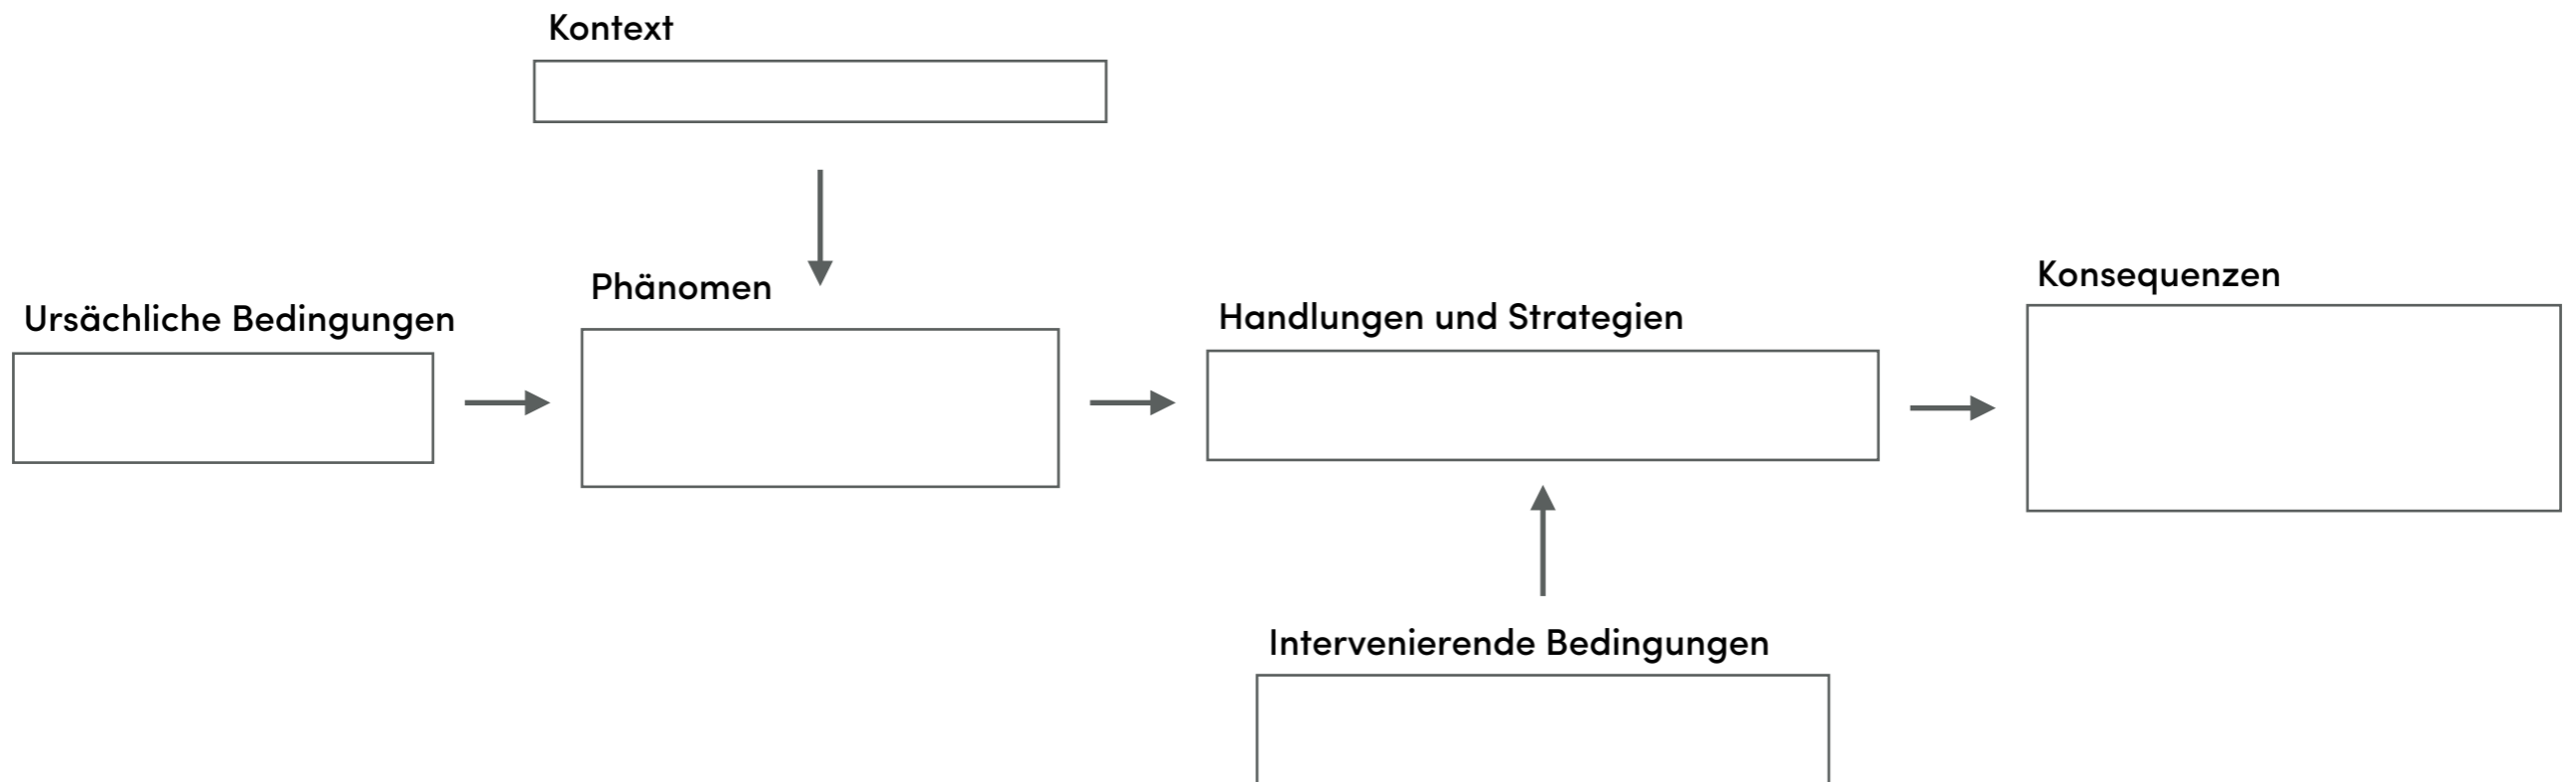 Kontext
Phänomen
Ursächliche Bedingungen
Handlungen und Strategien
Konsequenzen
Intervenierende Bedingungen